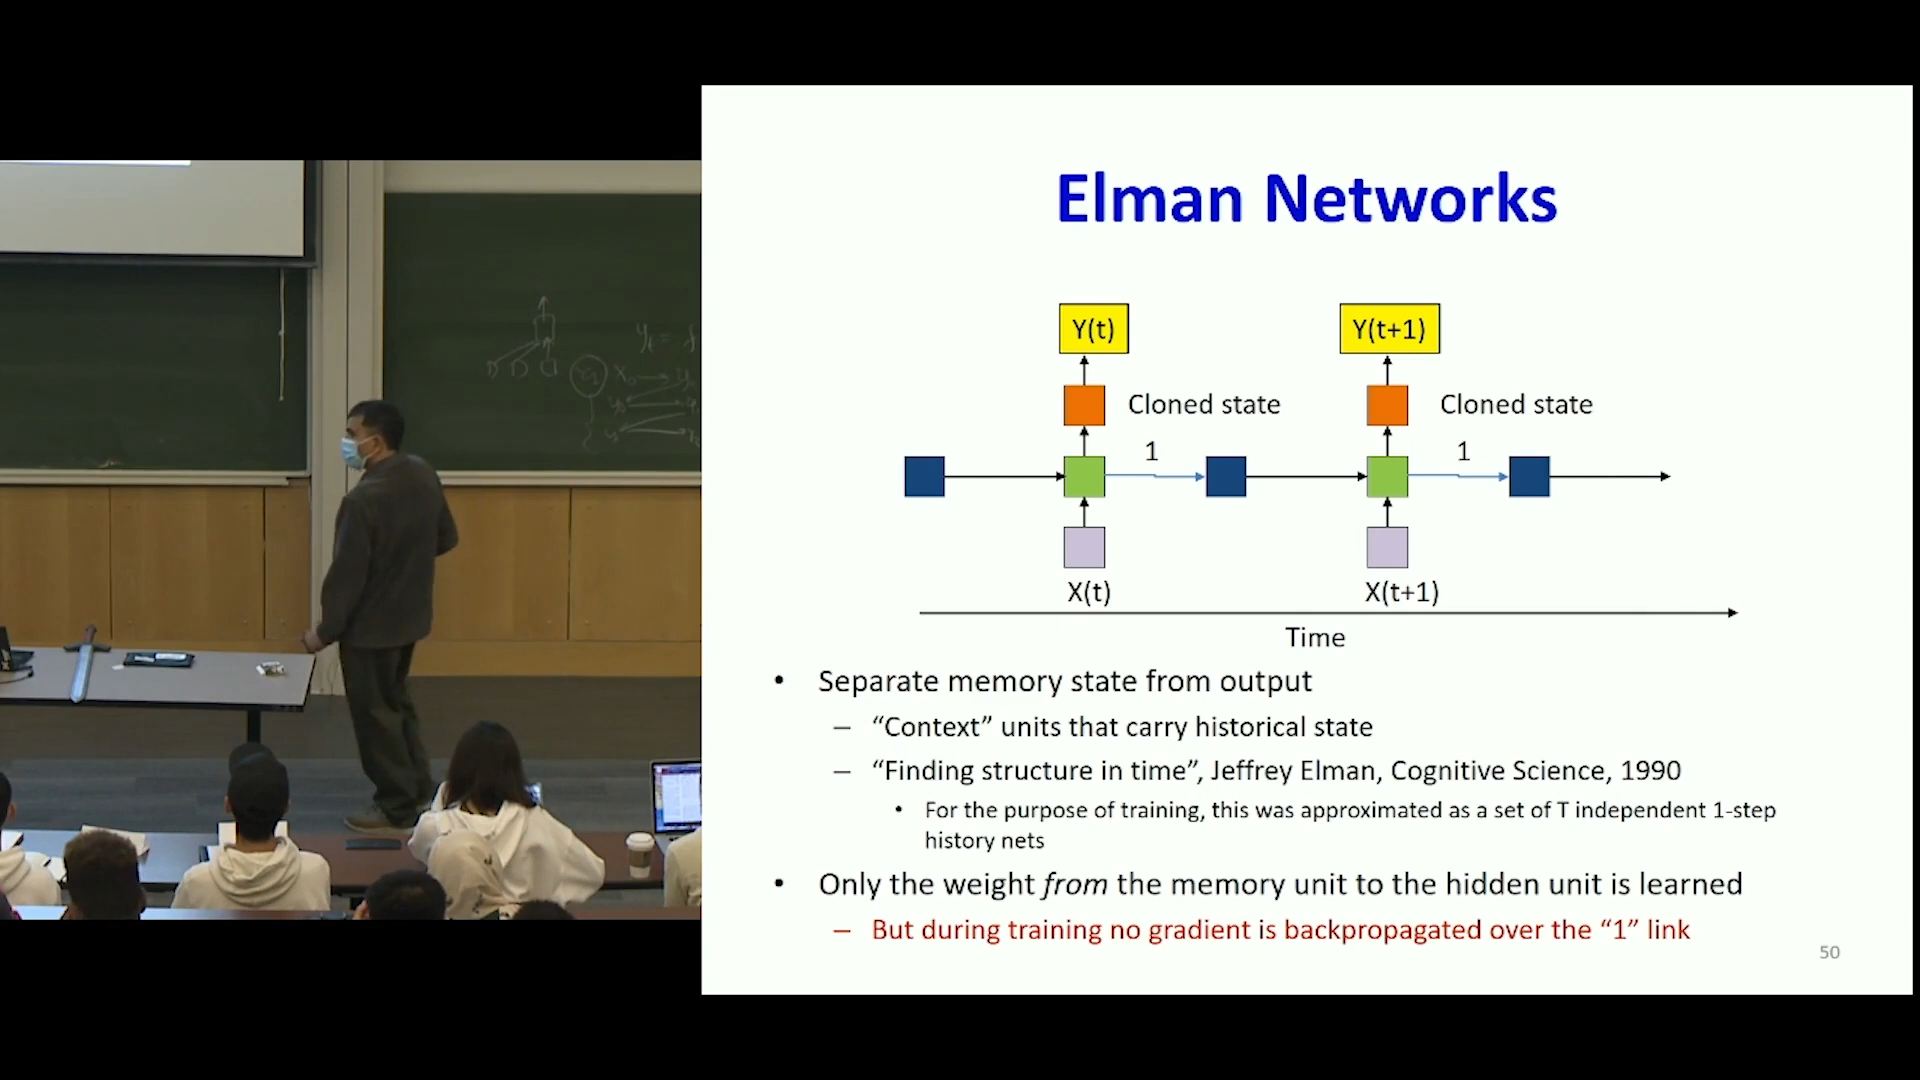 Elman Networks
Y(t)
Y(t+1)
Cloned state
Cloned state
1
1
X(t)
X(t+1)
Time
• Separate memory state from output
– “Context” units that carry historical state
– “Finding structure in time”, Jeffrey Elman, Cognitive Science, 1990
• For the purpose of training, this was approximated as a set of T independent 1-step
history nets
• Only the weight from the memory unit to the hidden unit is learned
– But during training no gradient is backpropagated over the “1” link
50